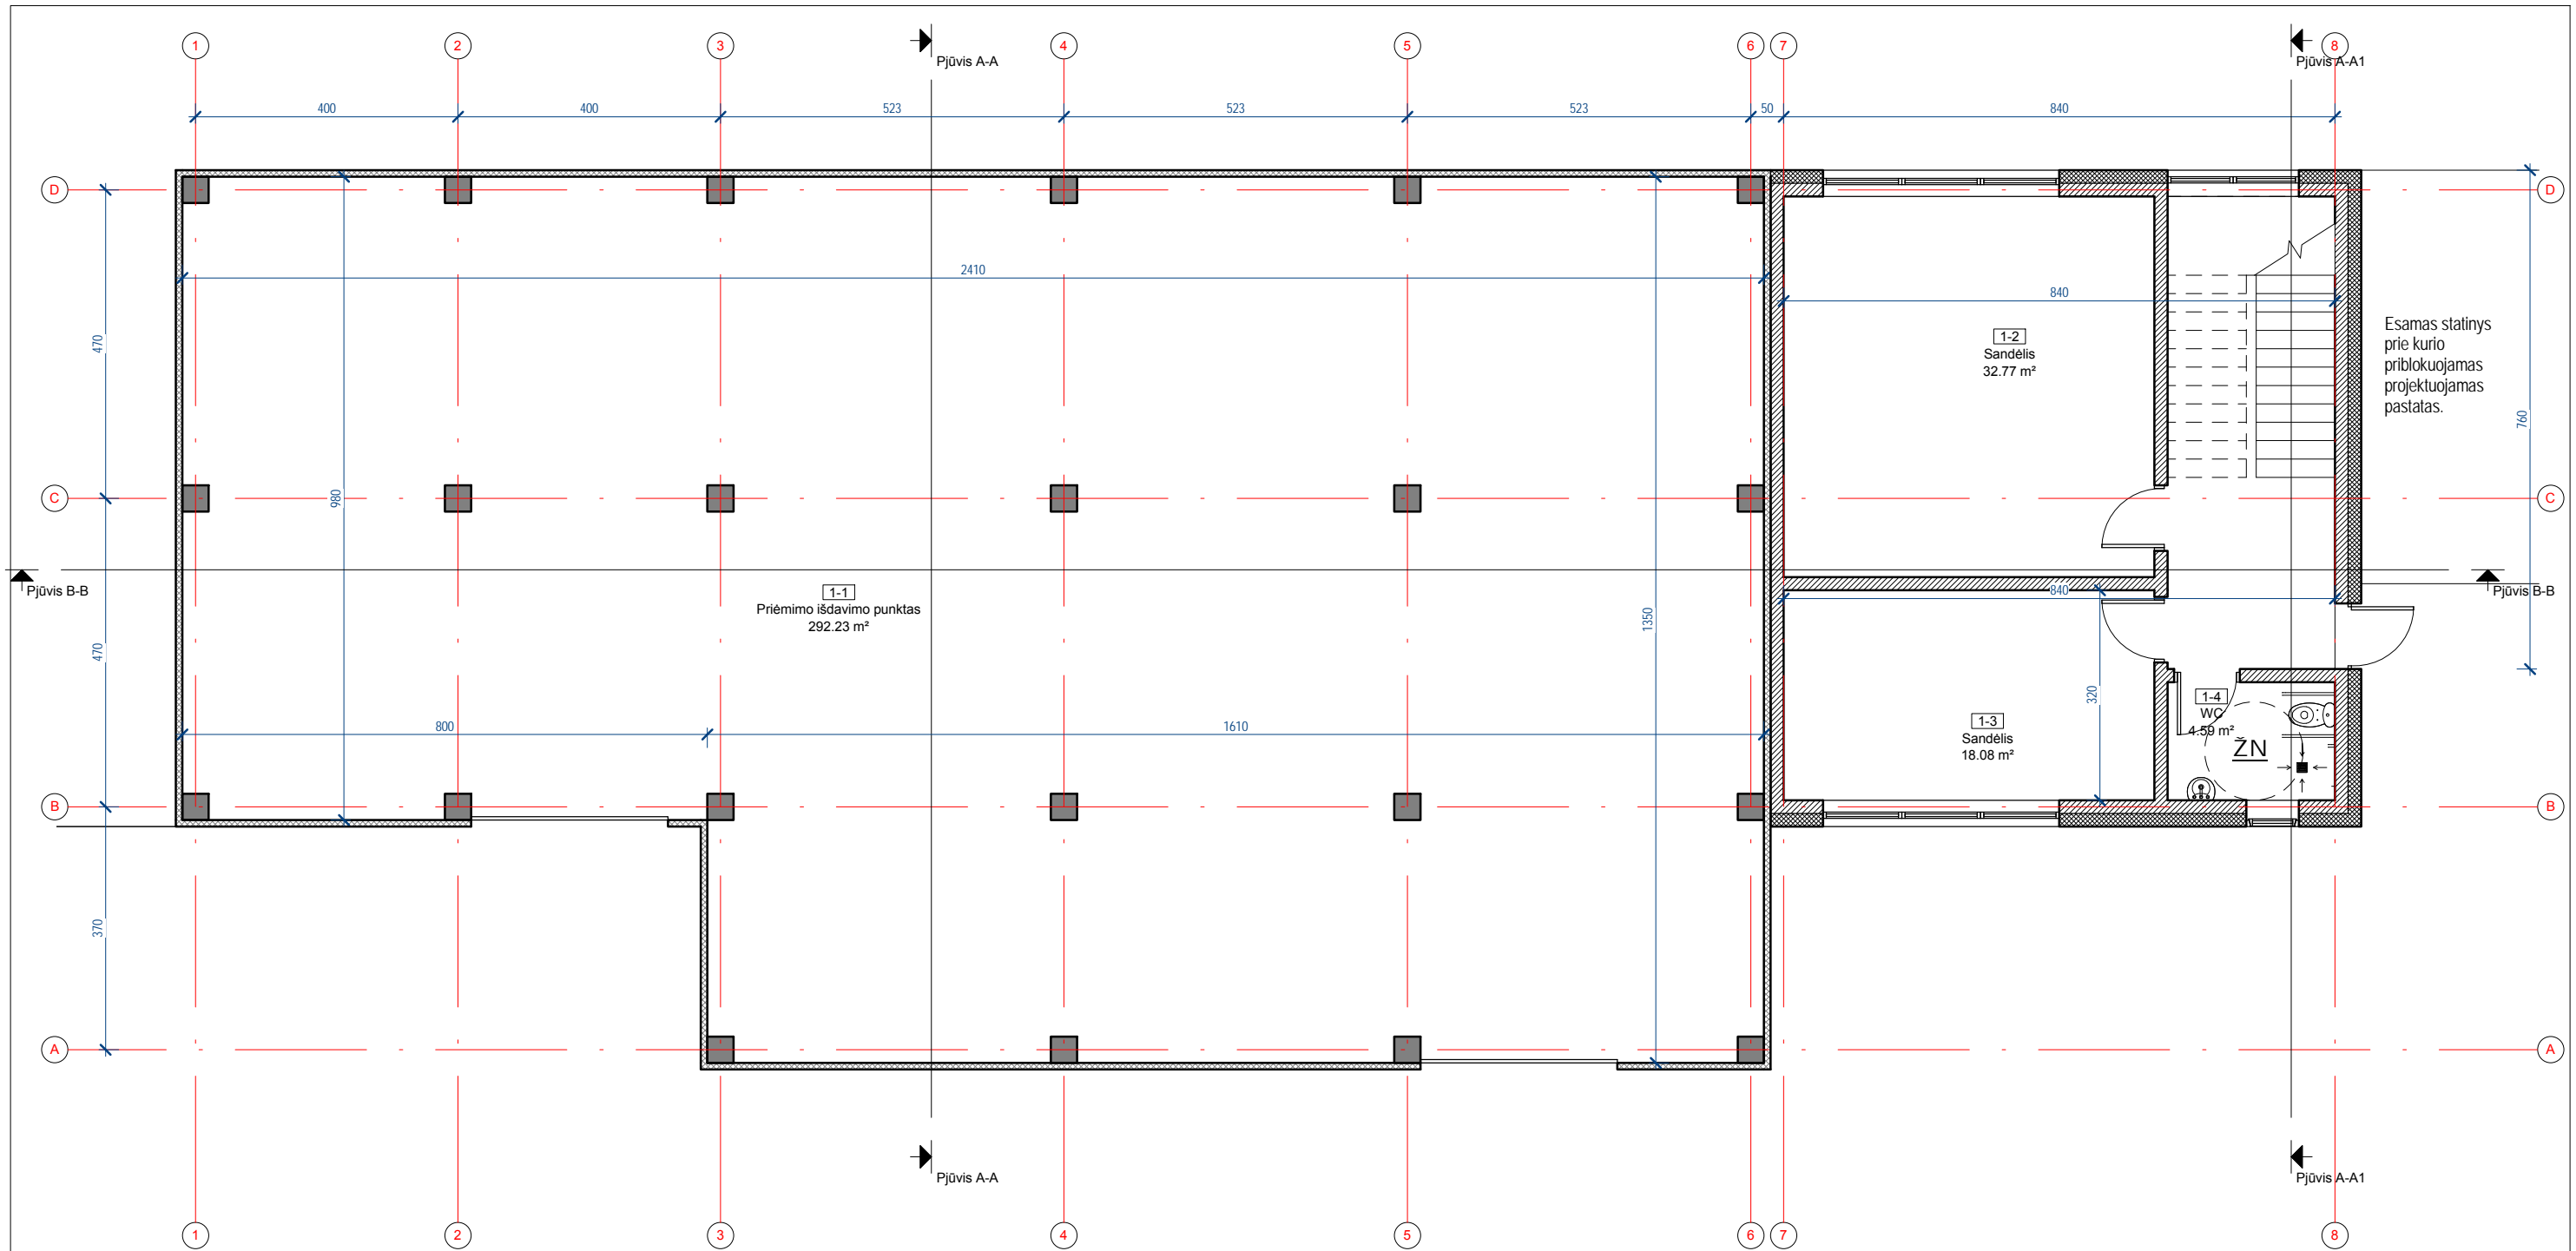 1
2
3
4
5
6
7
8
Pjūvis A-A
Pjūvis A-A1
400
400
523
523
523
50
840
D
D
2410
840
470
980
1-2
Sandėlis
32.77 m²
Esamas statinys
prie kurio
priblokuojamas
projektuojamas
pastatas.
760
C
C
Pjūvis B-B
Pjūvis B-B
1-1
Priėmimo išdavimo punktas
292.23 m²
1350
840
470
320
800
1610
1-3
Sandėlis
18.08 m²
1-4
WC
4.59 m²
ŽN
B
B
370
A
A
Pjūvis A-A
Pjūvis A-A1
1
2
3
4
5
6
7
8